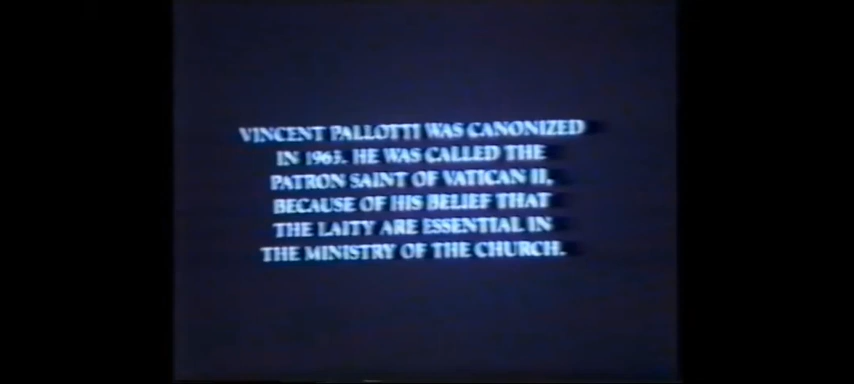 VINCENT PALLOTTI WAS CANONIZED
IN 1963. HE WAS CALLED THE
PATRON SAINT OF VATICAN II,
BECAUSE OF HIS BELIEF THAT
THE LAITY ARE ESSENTIAL IN
THE MINISTRY OF THE CHURCH.